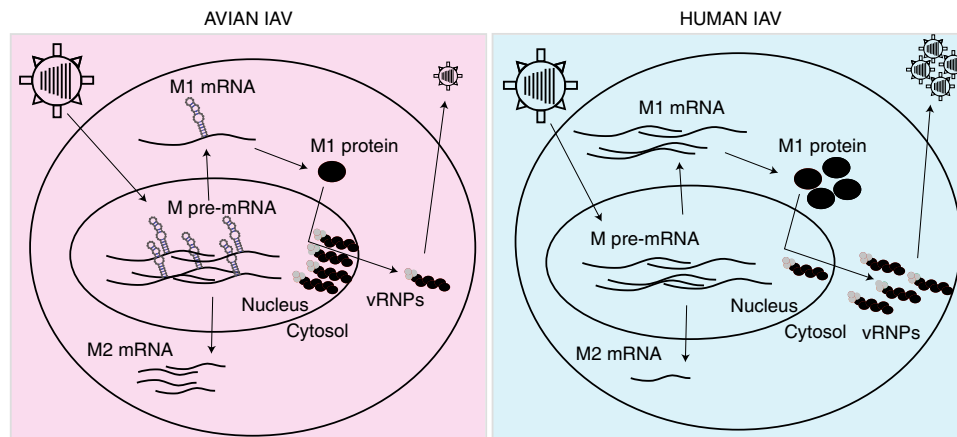 AVIAN IAV
M1 mRNA
M1 protein
M pre-mRNA
vRNPs
Nucleus
Cytosol
M2 mRNA
HUMAN IAV
M1 mRNA
M1 protein
M pre-mRNA
Nucleus
Cytosol
vRNPs
M2 mRNA